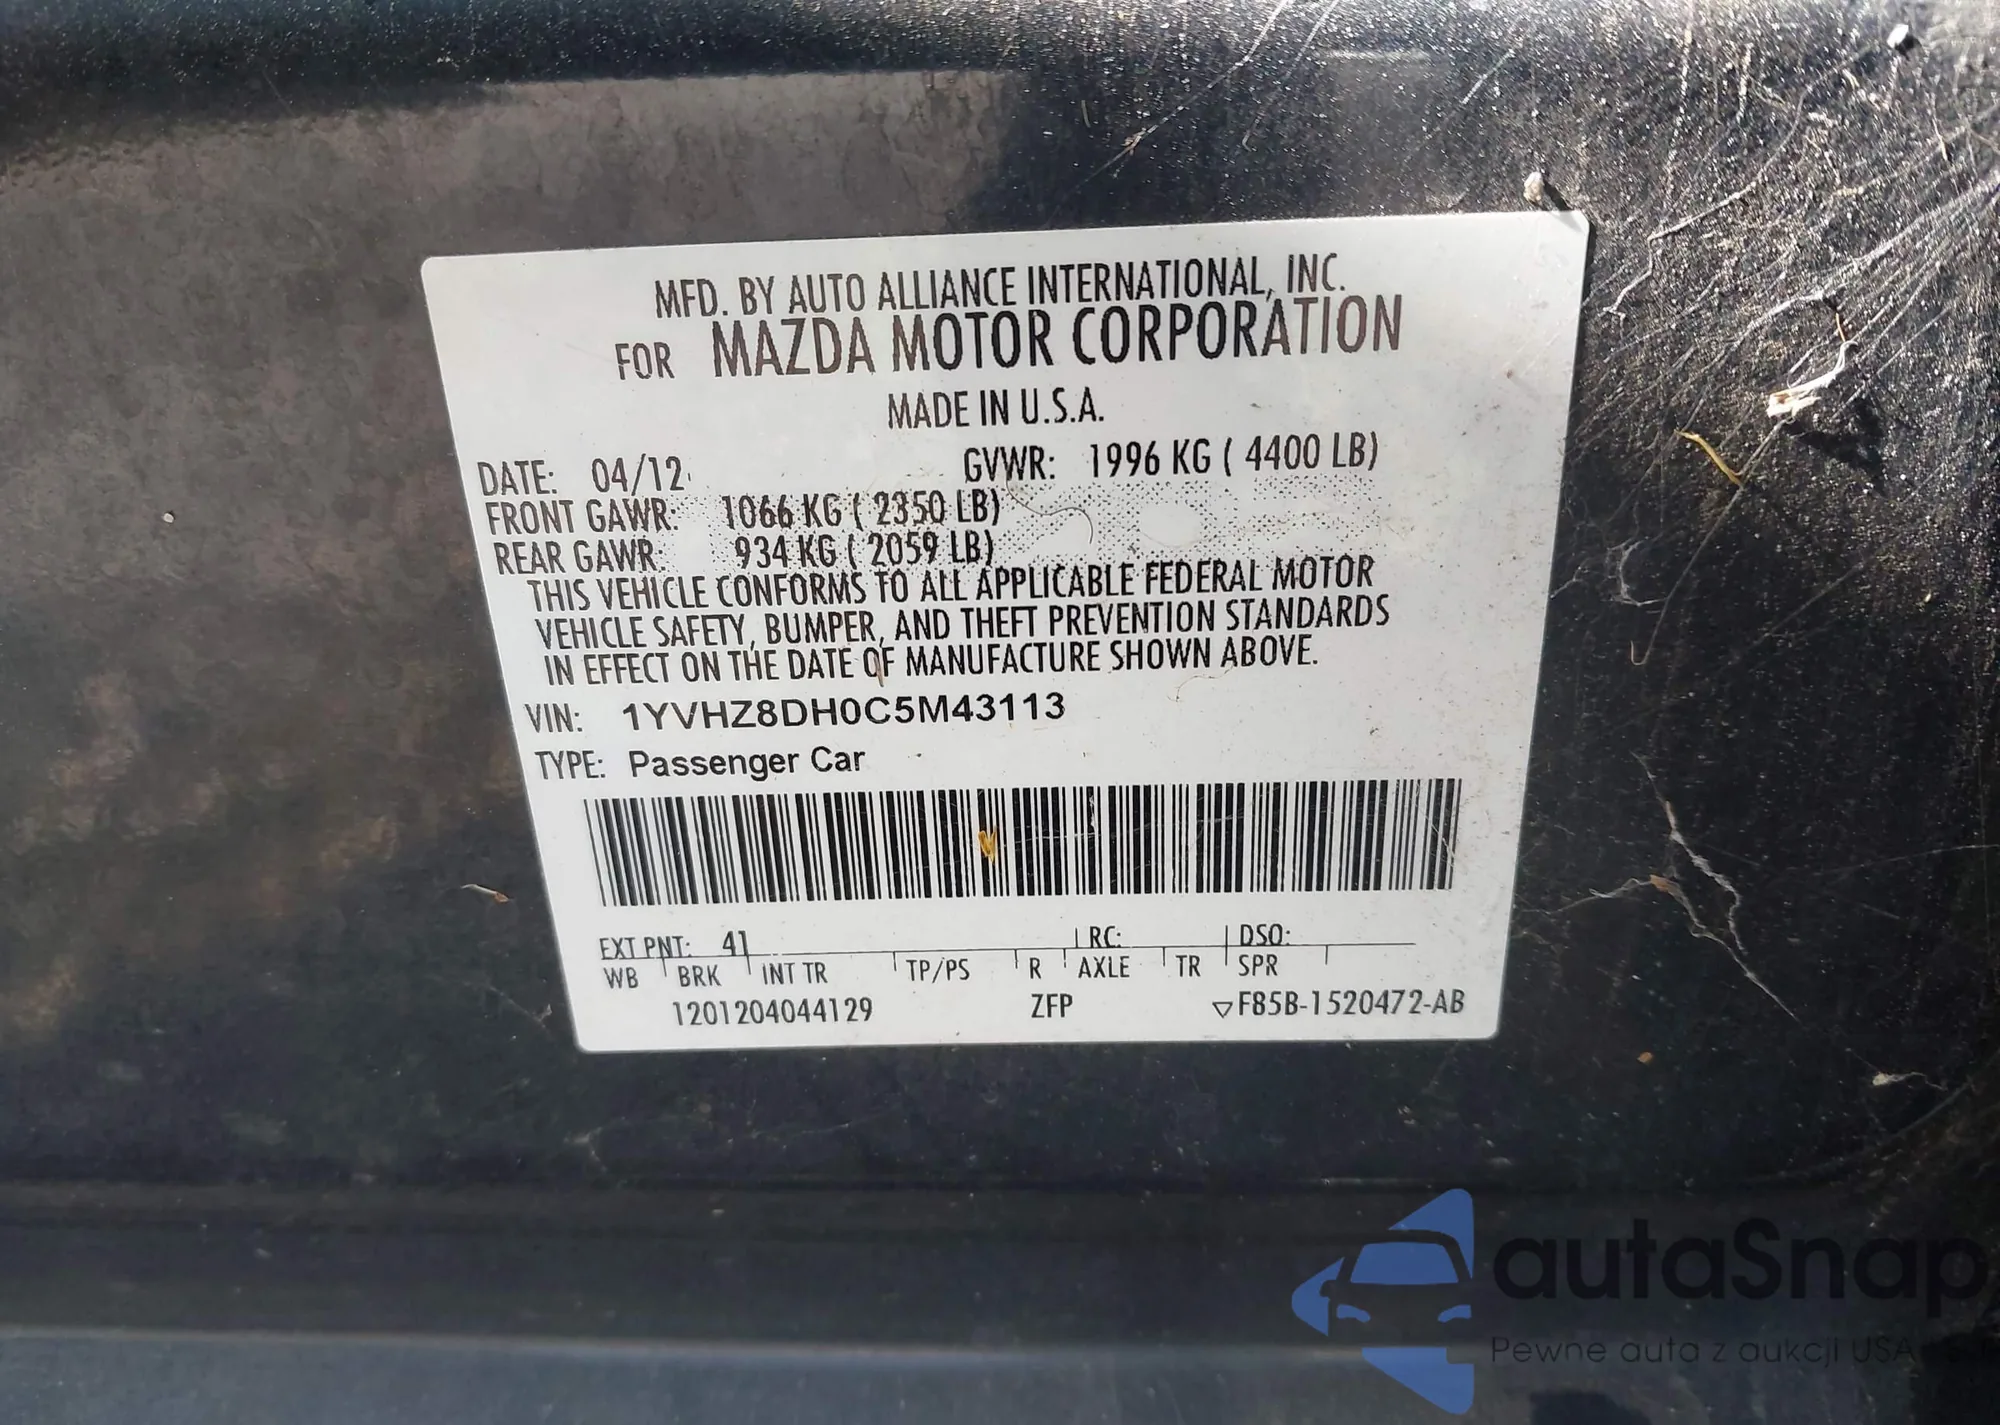 MFD. BY AUTO ALLIANCE INTERNATIONAL, INC.
FOR MAZDA MOTOR CORPORATION
MADE IN U.S.A.
DATE: 04/12 GVWR: 1996 KG ( 4400 LB)
FRONT GAWR: 1066 KG ( 2350 LB)
REAR GAWR: 934 KG ( 2059 LB)
THIS VEHICLE CONFORMS TO ALL APPLICABLE FEDERAL MOTOR
VEHICLE SAFETY, BUMPER, AND THEFT PREVENTION STANDARDS
IN EFFECT ON THE DATE OF MANUFACTURE SHOWN ABOVE.
VIN: 1YVHZ8DH0C5M43113
TYPE: Passenger Car
EXT PNT: 41 RC: DSO:
WB BRK INT TR TP/PS R AXLE TR SPR
1201204044129 ZFP ▽F85B-1520472-AB
autaSnap
Pewne auta z aukcji USA